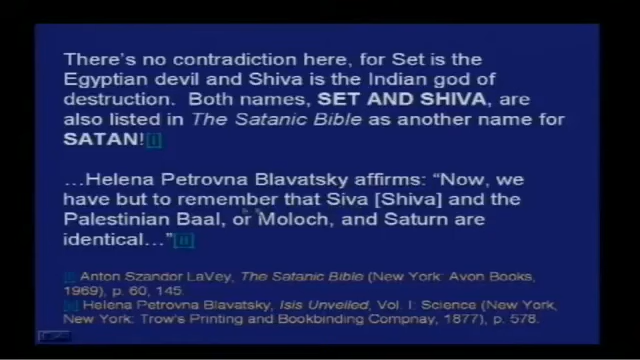 There's no contradiction here, for Set is the
Egyptian devil and Shiva is the Indian god of
destruction. Both names, SET AND SHIVA, are
also listed in The Satanic Bible as another name for
SATAN![i]
…Helena Petrovna Blavatsky affirms: “Now, we
have but to remember that Siva [Shiva] and the
Palestinian Baal, or Moloch, and Saturn are
identical…”[ii]
[i] Anton Szandor LaVey, The Satanic Bible (New York: Avon Books,
1969), p. 60, 145.
[ii] Helena Petrovna Blavatsky, Isis Unveiled, Vol. I: Science (New York,
New York: Trow's Printing and Bookbinding Compnay, 1877), p. 578.